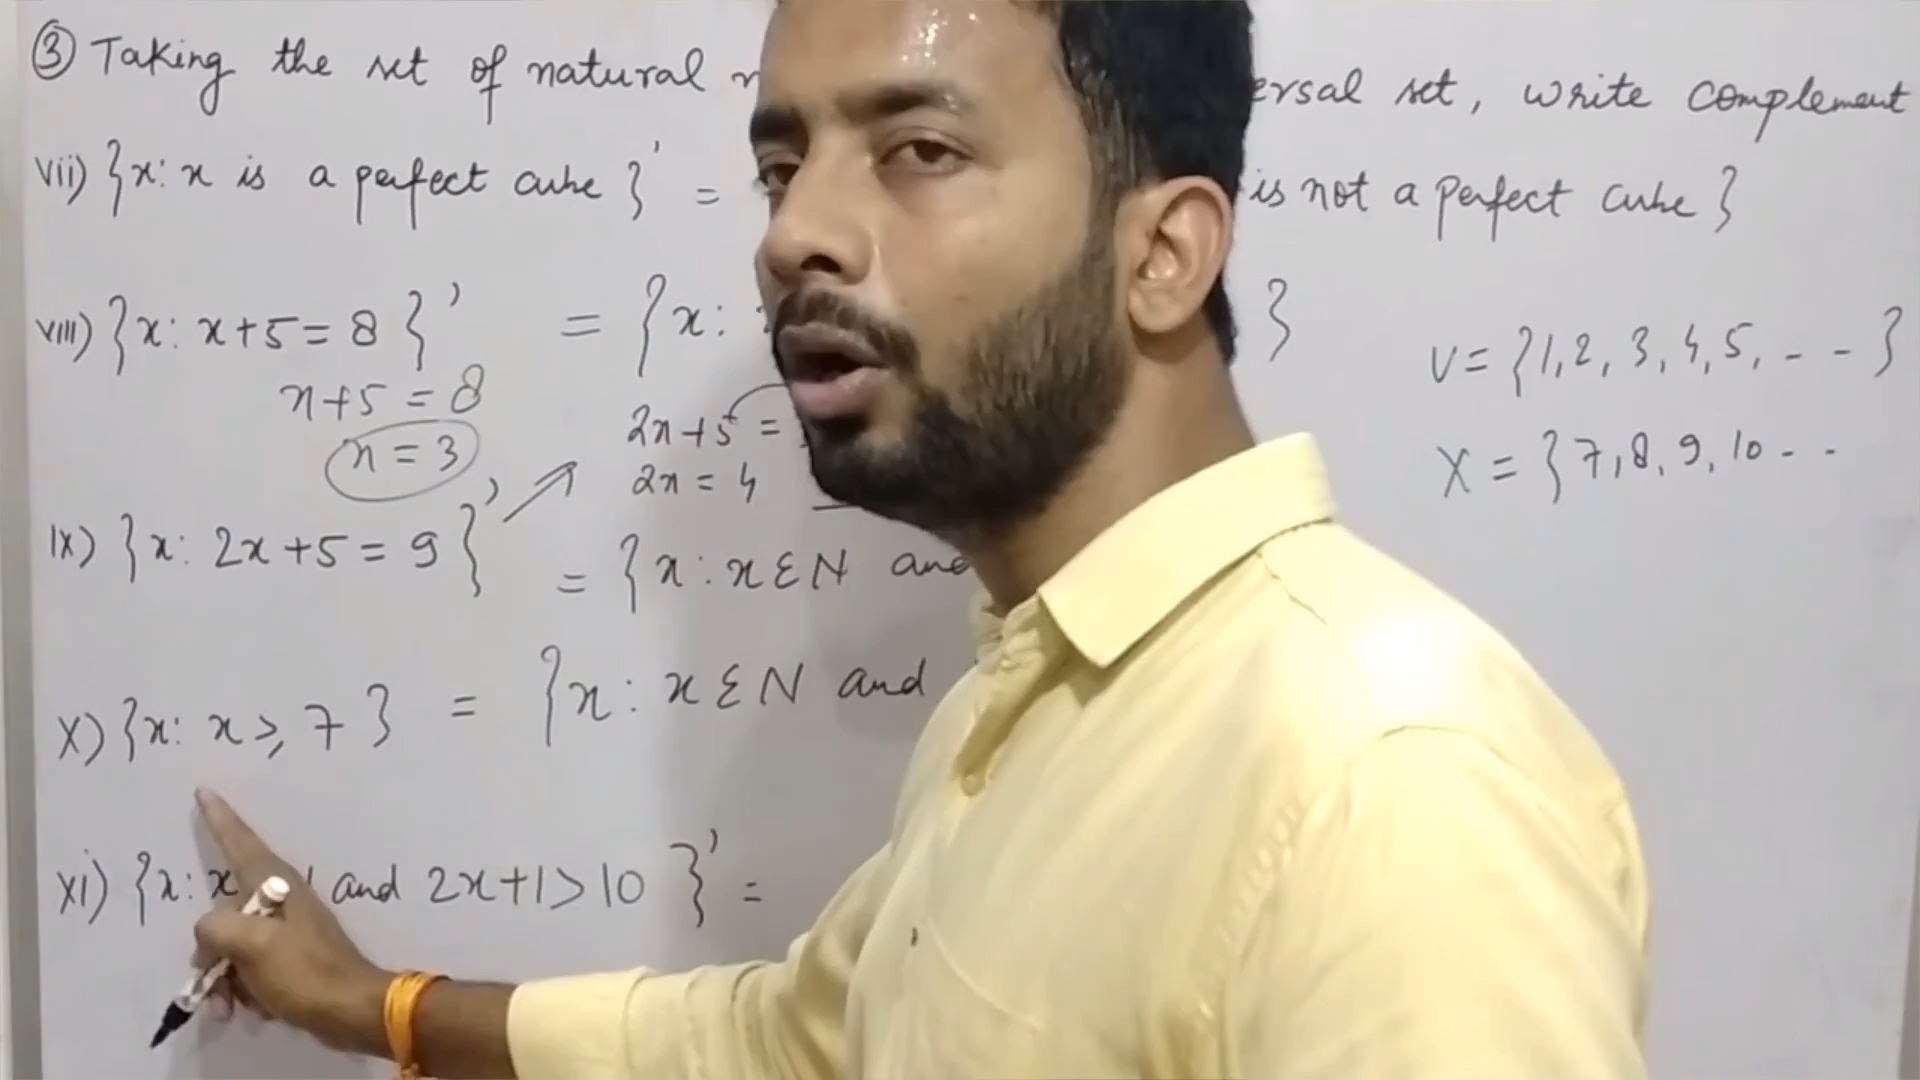 ③ Taking the set of natural ersal set, write complement
vii) {x: x is a perfect cube }' = is not a perfect cube }
viii) {x: x+5 = 8 }' = {x: }
x+5 = 8
x = 3
2x+5 =
2x = 4
U = {1, 2, 3, 4, 5, - - }
X = {7, 8, 9, 10 - -
ix) {x: 2x+5 = 9 }' = {x: x ∈ N and
x) {x: x ≥ 7 } = {x: x ∈ N and
xi) {x: x and 2x+1 > 10 }' =